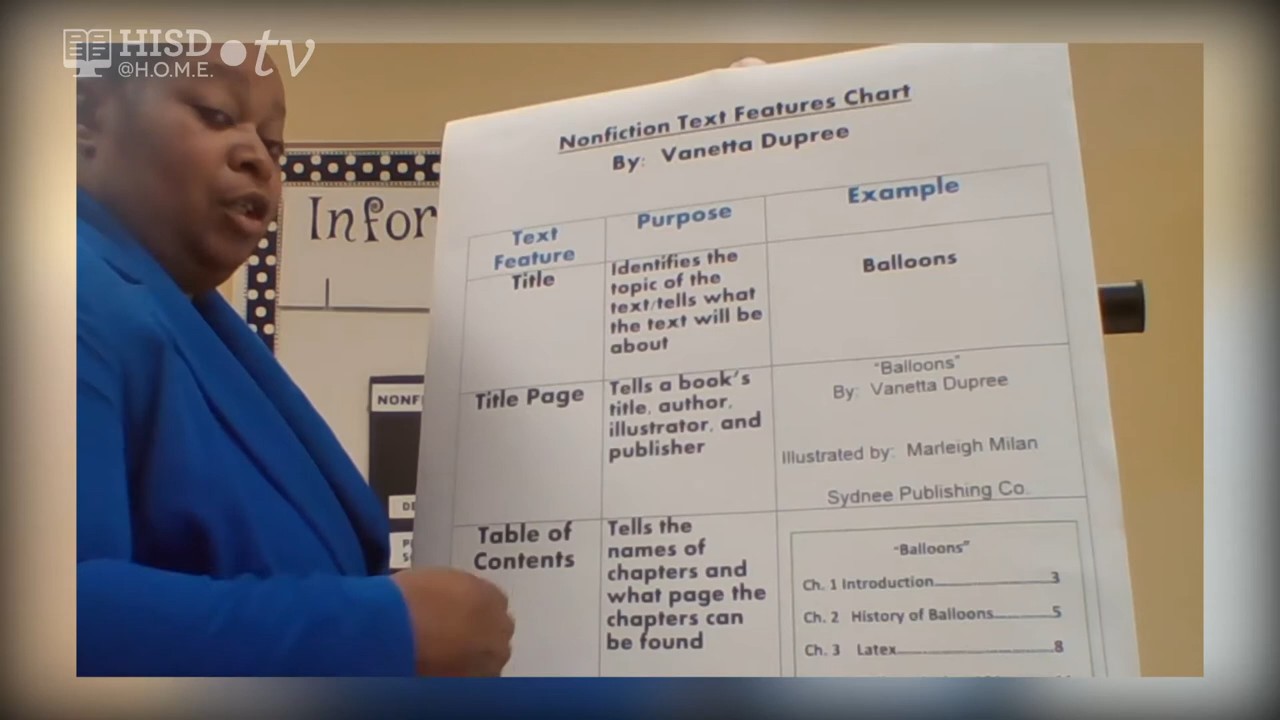 HISD
@H.O.M.E.
tv
Infor
NONF
DE
Nonfiction Text Features Chart
By: Vanetta Dupree
Text
Feature
Purpose
Example
Title
Identifies the
topic of the
text/tells what
the text will be
about
Balloons
Title Page
Tells a book's
title, author,
illustrator, and
publisher
"Balloons"
By: Vanetta Dupree
Illustrated by: Marleigh Milan
Sydnee Publishing Co.
Table of
Contents
Tells the
names of
chapters and
what page the
chapters can
be found
"Balloons"
Ch. 1 Introduction 3
Ch. 2 History of Balloons 5
Ch. 3 Latex 8